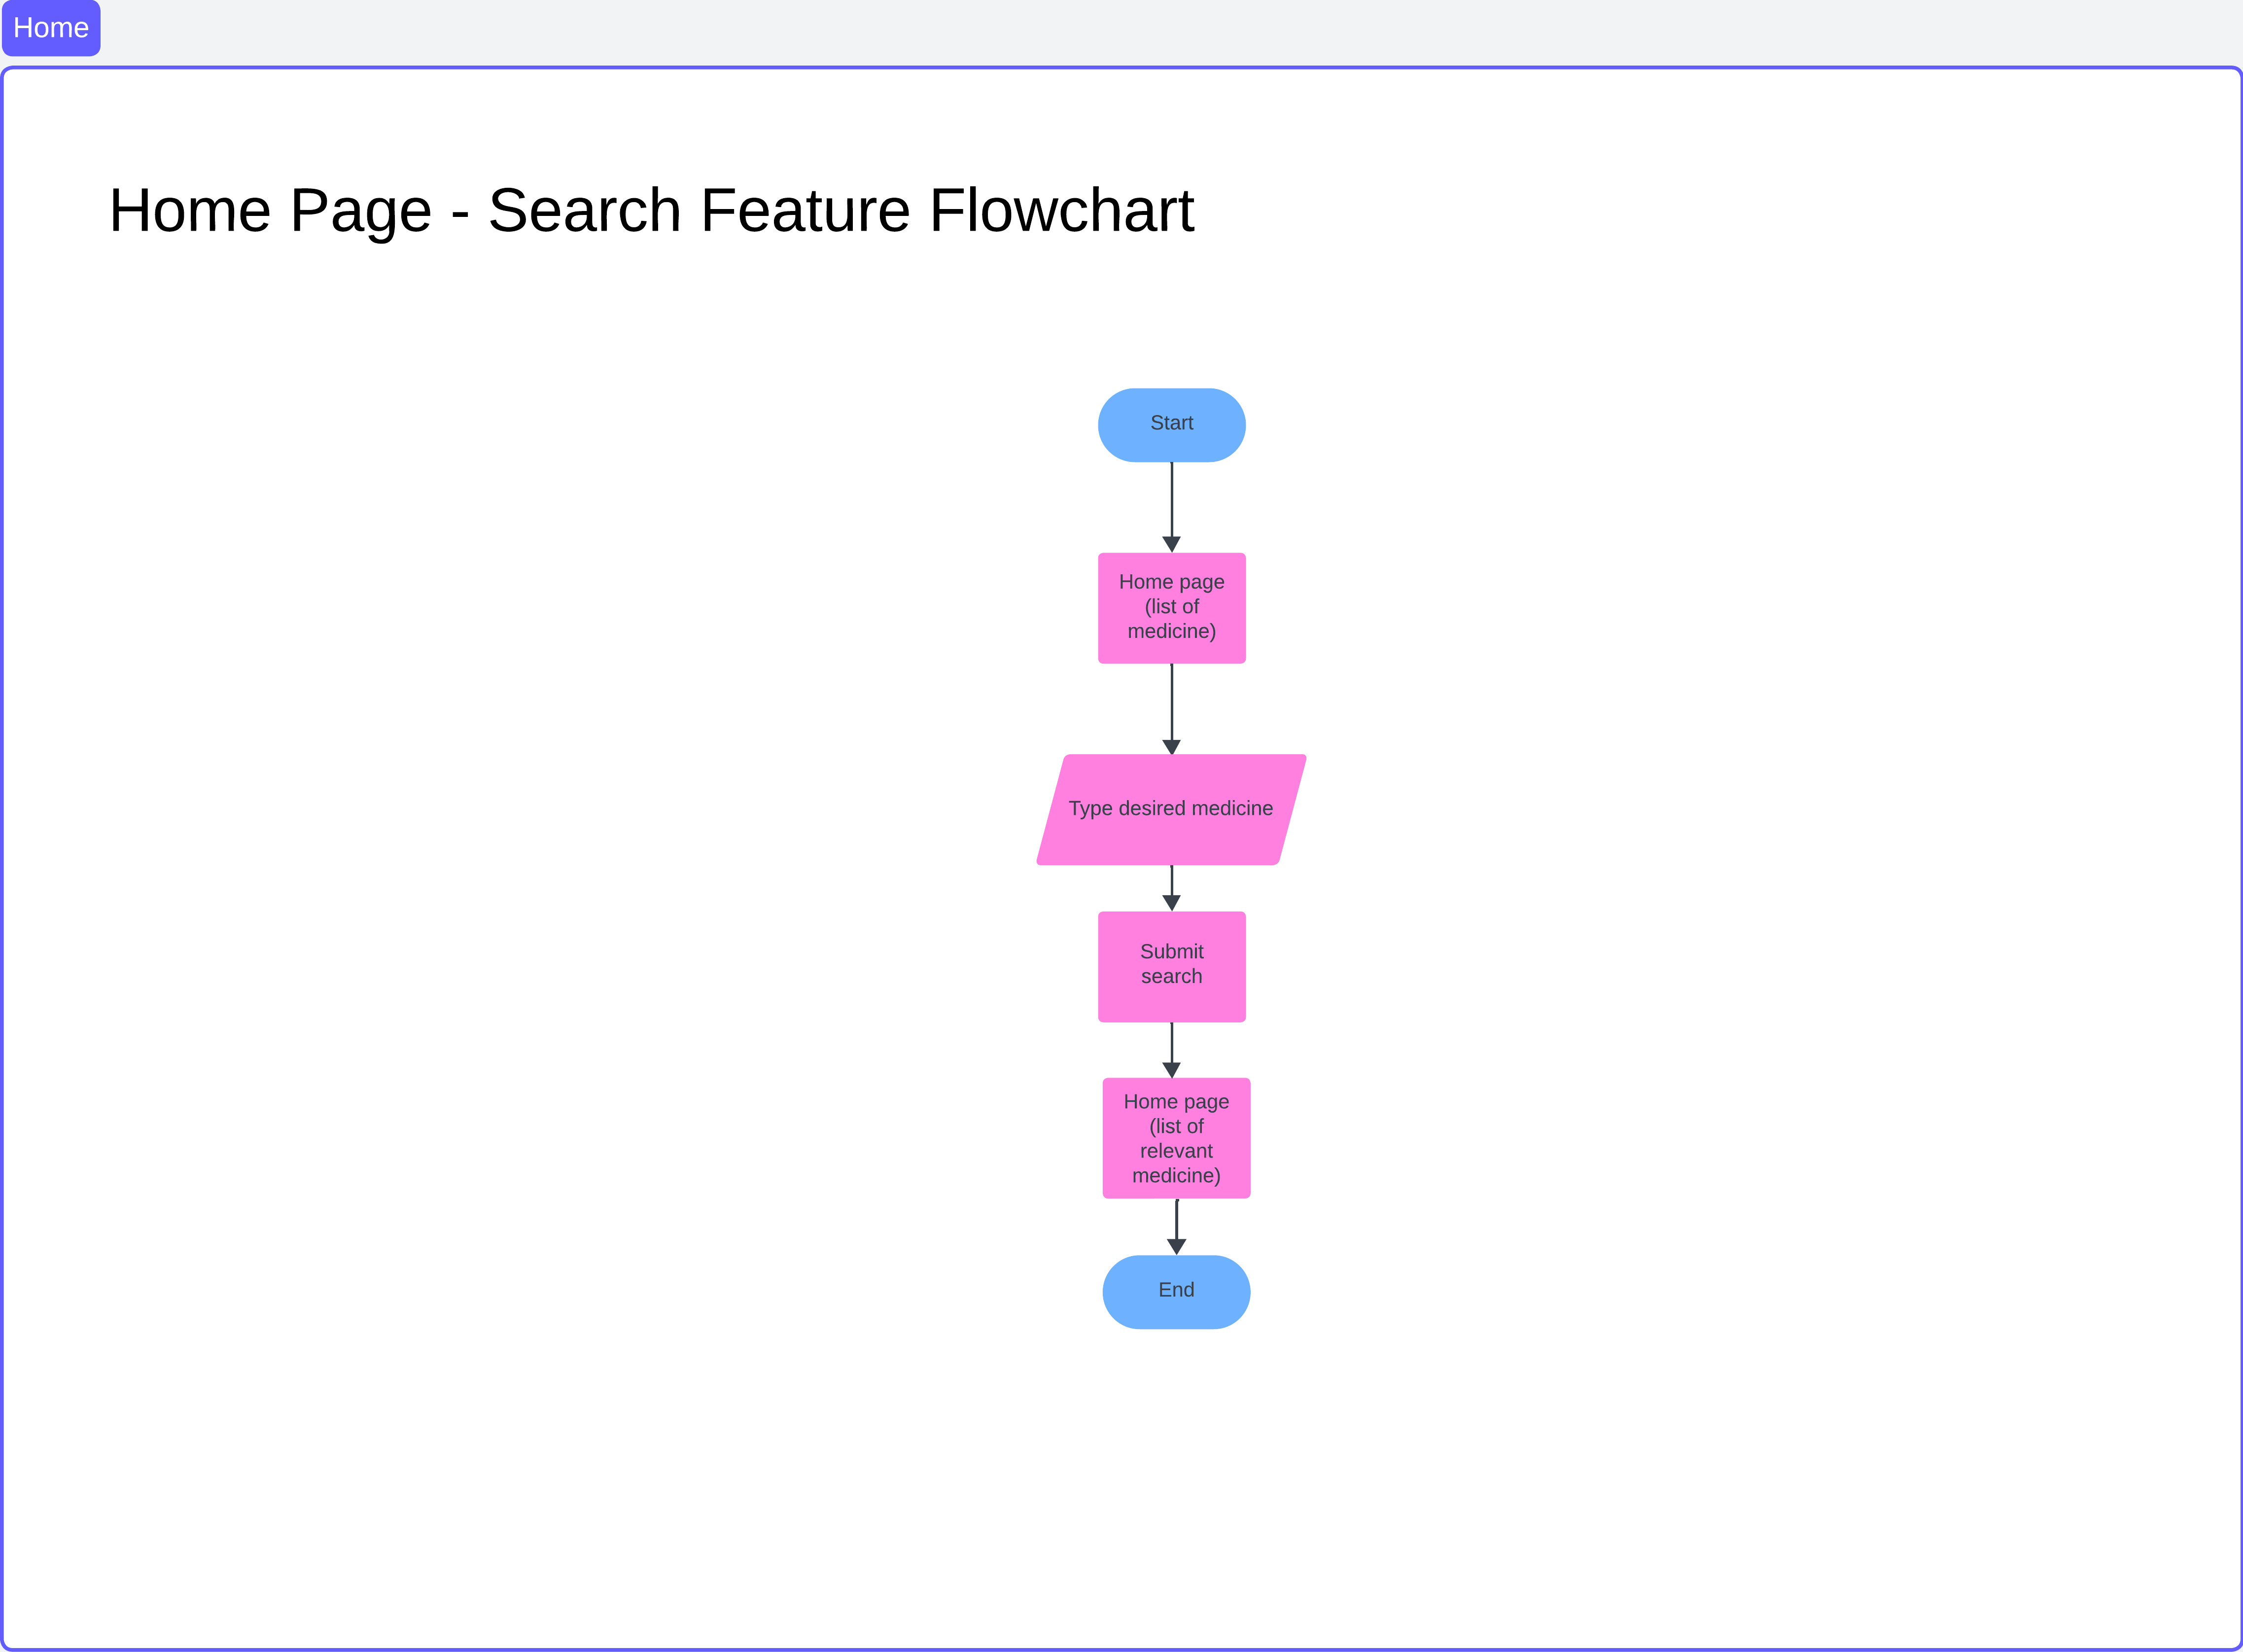 Home
Home Page - Search Feature Flowchart
Start
Home page
(list of
medicine)
Type desired medicine
Submit
search
Home page
(list of
relevant
medicine)
End